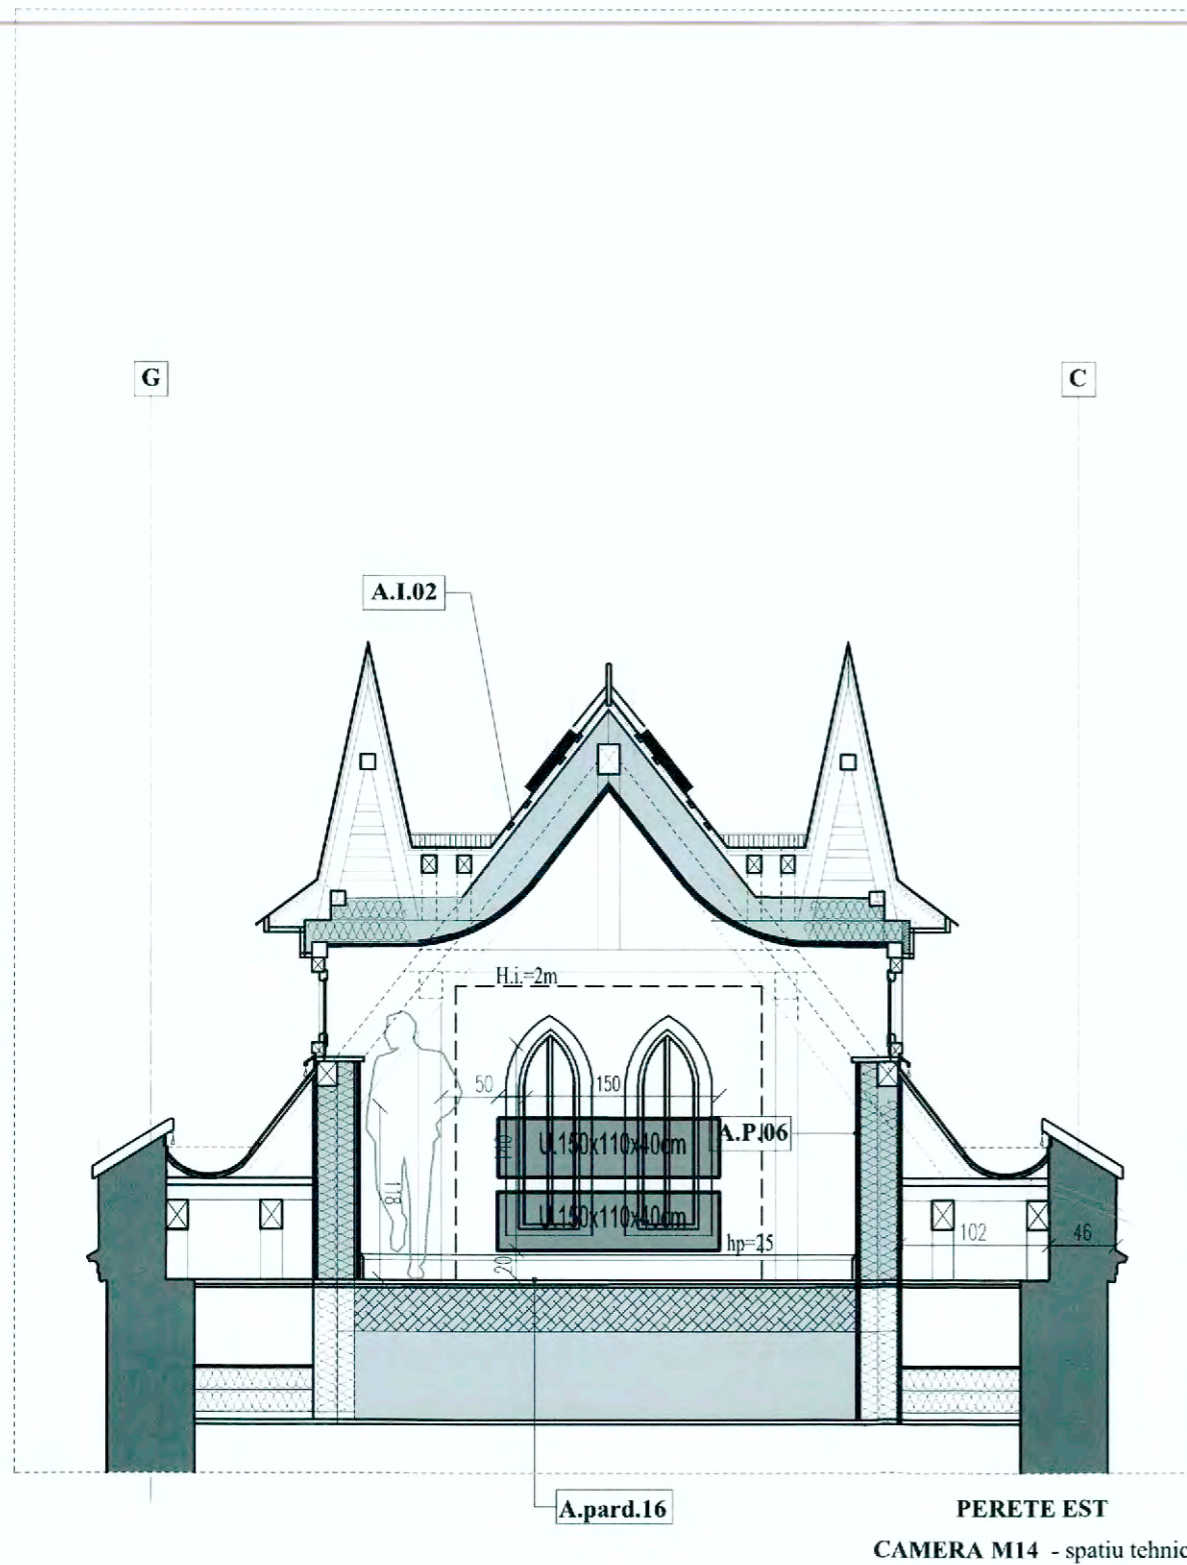 G
C
A.I.02
H.i.=2m
50
150
A.P.06
U.150x110x40cm
118
U.150x110x40cm
hp=25
102
46
20
A.pard.16
PERETE EST
CAMERA M14 - spatiu tehnic